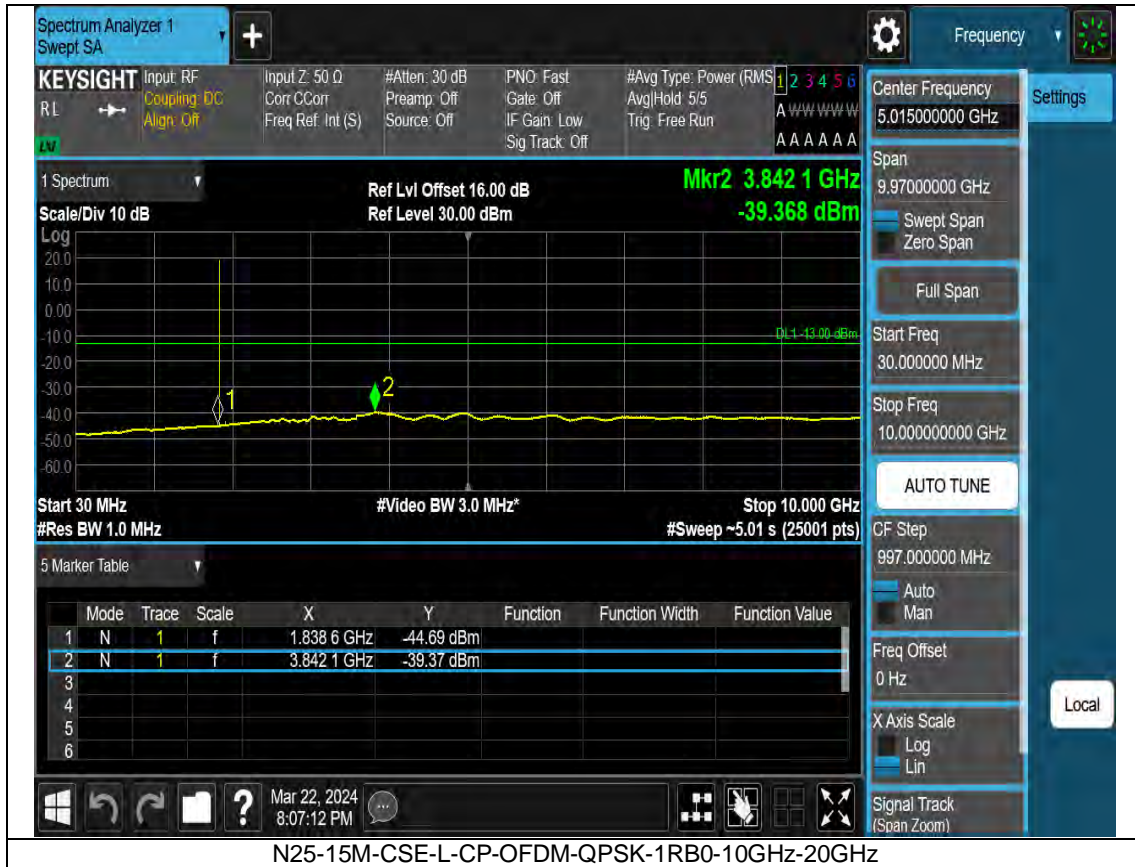 Spectrum Analyzer 1
Swept SA
+
Frequency
KEYSIGHT Input: RF Input Z: 50 Ω #Atten: 30 dB PNO: Fast #Avg Type: Power (RMS 1 2 3 4 5 6
RL Coupling: DC Corr CCorr Preamp: Off Gate: Off Avg|Hold: 5/5 A W W W W W
Align: Off Freq Ref: Int (S) Source: Off IF Gain: Low Trig: Free Run
Sig Track: Off A A A A A A
Center Frequency
5.015000000 GHz
Settings
1 Spectrum
Ref Lvl Offset 16.00 dB
Mkr2 3.842 1 GHz
Scale/Div 10 dB
Ref Level 30.00 dBm
-39.368 dBm
Log
20.0
10.0
0.00
-10.0
DL1 -13.00 dBm
-20.0
-30.0
-40.0
-50.0
-60.0
1
2
Start 30 MHz #Video BW 3.0 MHz* Stop 10.000 GHz
#Res BW 1.0 MHz #Sweep ~5.01 s (25001 pts)
Span
9.97000000 GHz
Swept Span
Zero Span
Full Span
Start Freq
30.000000 MHz
Stop Freq
10.000000000 GHz
AUTO TUNE
CF Step
997.000000 MHz
Auto
Man
Freq Offset
0 Hz
X Axis Scale
Log
Lin
Signal Track
(Span Zoom)
Local
5 Marker Table
Mode Trace Scale X Y Function Function Width Function Value
1 N 1 f 1.838 6 GHz -44.69 dBm
2 N 1 f 3.842 1 GHz -39.37 dBm
3
4
5
6
?
Mar 22, 2024
8:07:12 PM
N25-15M-CSE-L-CP-OFDM-QPSK-1RB0-10GHz-20GHz